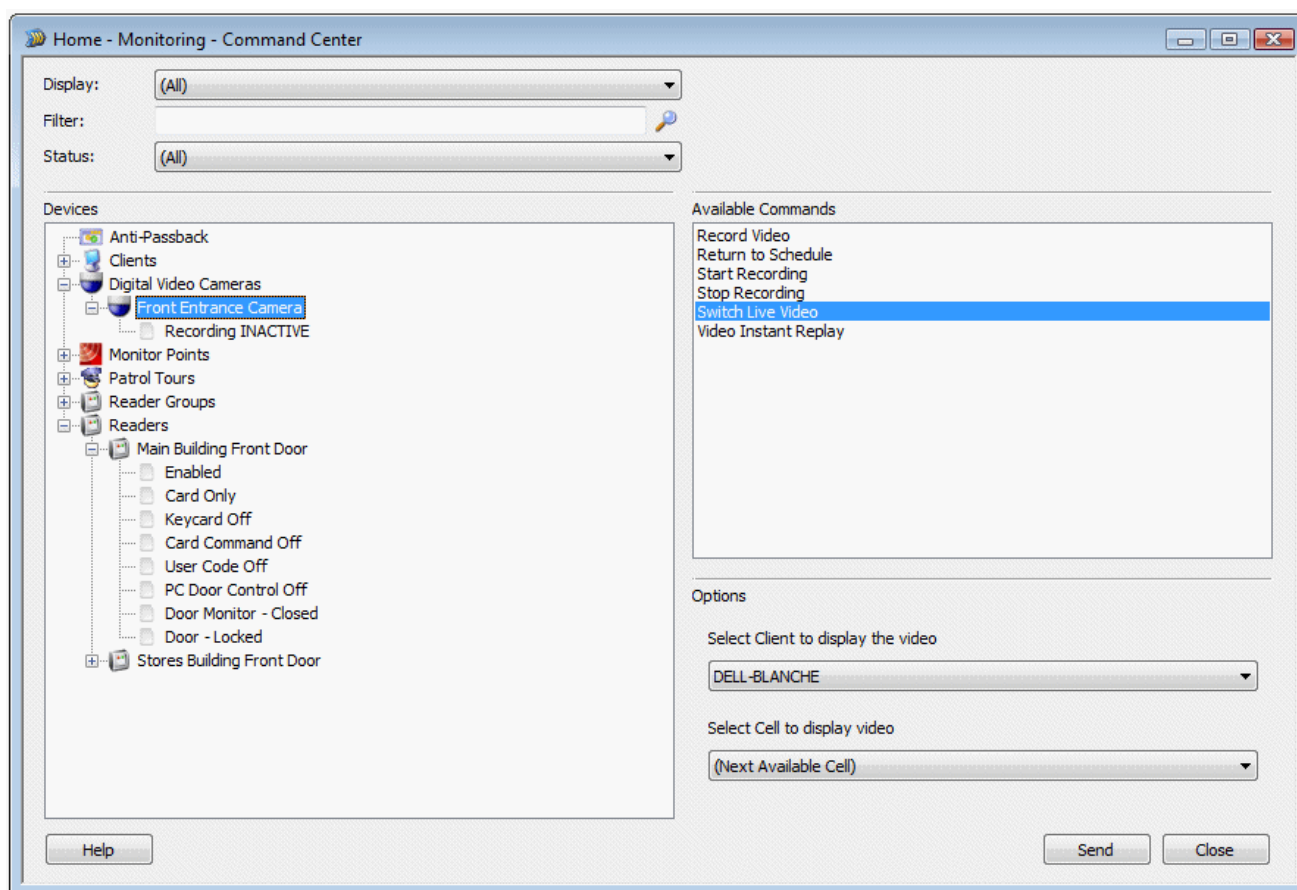 Home - Monitoring - Command Center
Display:
(All)
Filter:
Status:
(All)
Devices
Anti-Passback
Clients
Digital Video Cameras
Front Entrance Camera
Recording INACTIVE
Monitor Points
Patrol Tours
Reader Groups
Readers
Main Building Front Door
Enabled
Card Only
Keycard Off
Card Command Off
User Code Off
PC Door Control Off
Door Monitor - Closed
Door - Locked
Stores Building Front Door
Available Commands
Record Video
Return to Schedule
Start Recording
Stop Recording
Switch Live Video
Video Instant Replay
Options
Select Client to display the video
DELL-BLANCHE
Select Cell to display video
(Next Available Cell)
Help
Send
Close